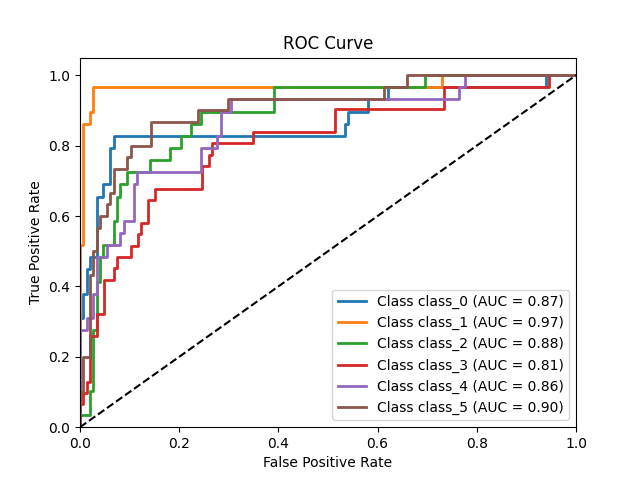 ROC Curve
True Positive Rate
1.0
0.8
0.6
0.4
0.2
0.0
Class class_0 (AUC = 0.87)
Class class_1 (AUC = 0.97)
Class class_2 (AUC = 0.88)
Class class_3 (AUC = 0.81)
Class class_4 (AUC = 0.86)
Class class_5 (AUC = 0.90)
0.0 0.2 0.4 0.6 0.8 1.0
False Positive Rate